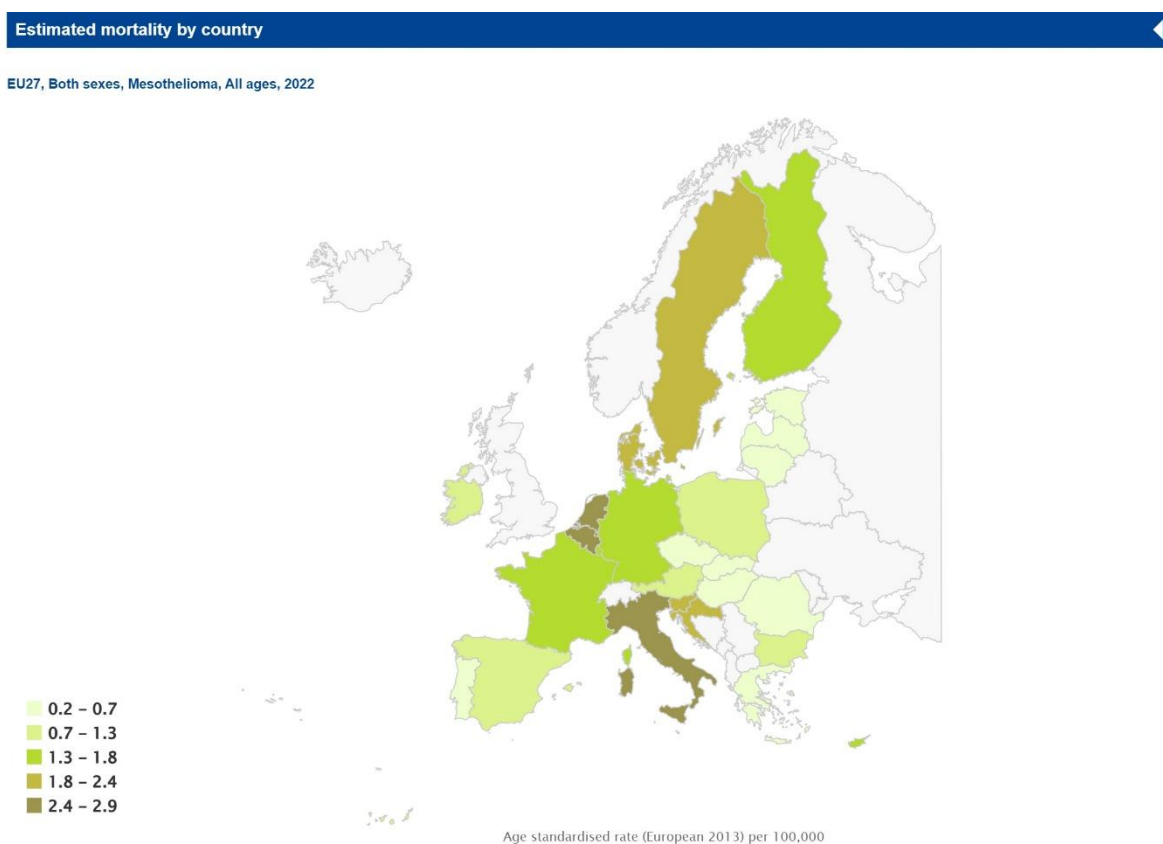 Estimated mortality by country
EU27, Both sexes, Mesothelioma, All ages, 2022
0.2 – 0.7
0.7 – 1.3
1.3 – 1.8
1.8 – 2.4
2.4 – 2.9
Age standardised rate (European 2013) per 100,000